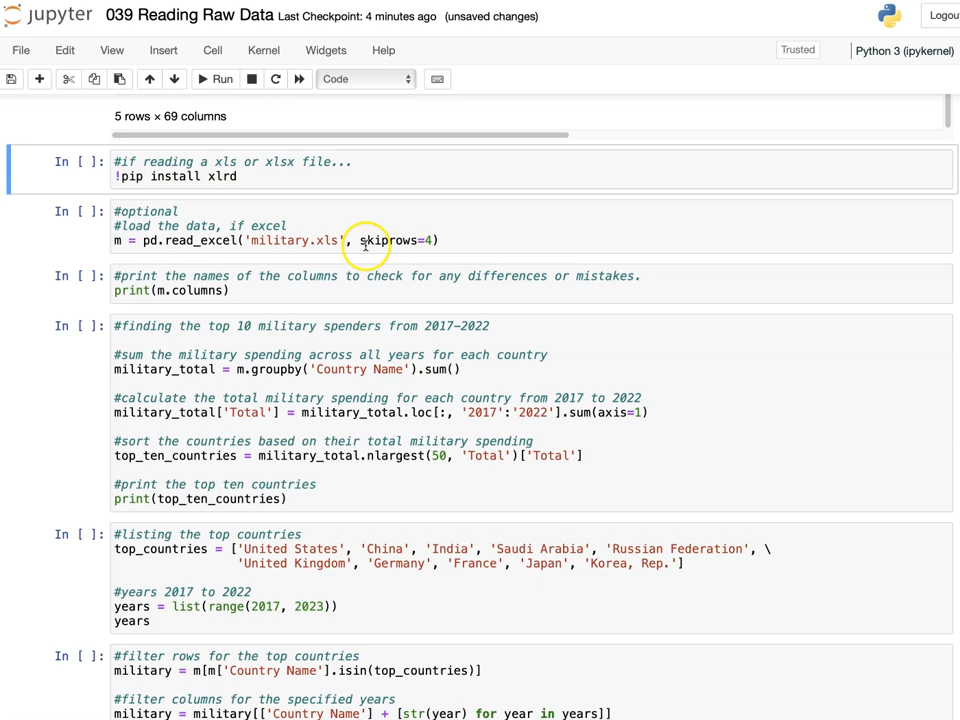 jupyter 039 Reading Raw Data Last Checkpoint: 4 minutes ago (unsaved changes) Logou
File Edit View Insert Cell Kernel Widgets Help Trusted Python 3 (ipykernel)
Run Code
5 rows × 69 columns
In [ ]: #if reading a xls or xlsx file...
!pip install xlrd
In [ ]: #optional
#load the data, if excel
m = pd.read_excel('military.xls', skiprows=4)
In [ ]: #print the names of the columns to check for any differences or mistakes.
print(m.columns)
In [ ]: #finding the top 10 military spenders from 2017-2022
#sum the military spending across all years for each country
military_total = m.groupby('Country Name').sum()
#calculate the total military spending for each country from 2017 to 2022
military_total['Total'] = military_total.loc[:, '2017':'2022'].sum(axis=1)
#sort the countries based on their total military spending
top_ten_countries = military_total.nlargest(50, 'Total')['Total']
#print the top ten countries
print(top_ten_countries)
In [ ]: #listing the top countries
top_countries = ['United States', 'China', 'India', 'Saudi Arabia', 'Russian Federation', \
'United Kingdom', 'Germany', 'France', 'Japan', 'Korea, Rep.']
#years 2017 to 2022
years = list(range(2017, 2023))
years
In [ ]: #filter rows for the top countries
military = m[m['Country Name'].isin(top_countries)]
#filter columns for the specified years
military = military[['Country Name'] + [str(year) for year in years]]